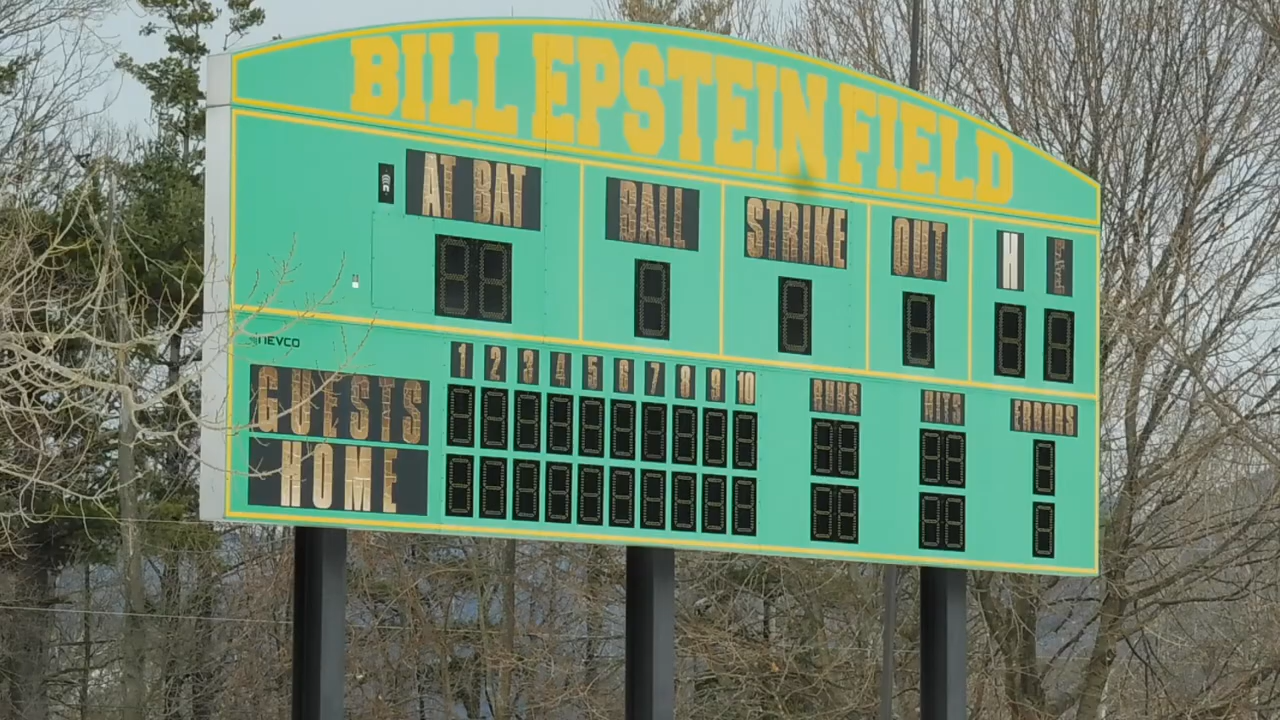 BILL EPSTEIN FIELD
AT BAT BALL STRIKE OUT H E
NEVCO
1 2 3 4 5 6 7 8 9 10 RUNS HITS ERRORS
GUESTS
HOME